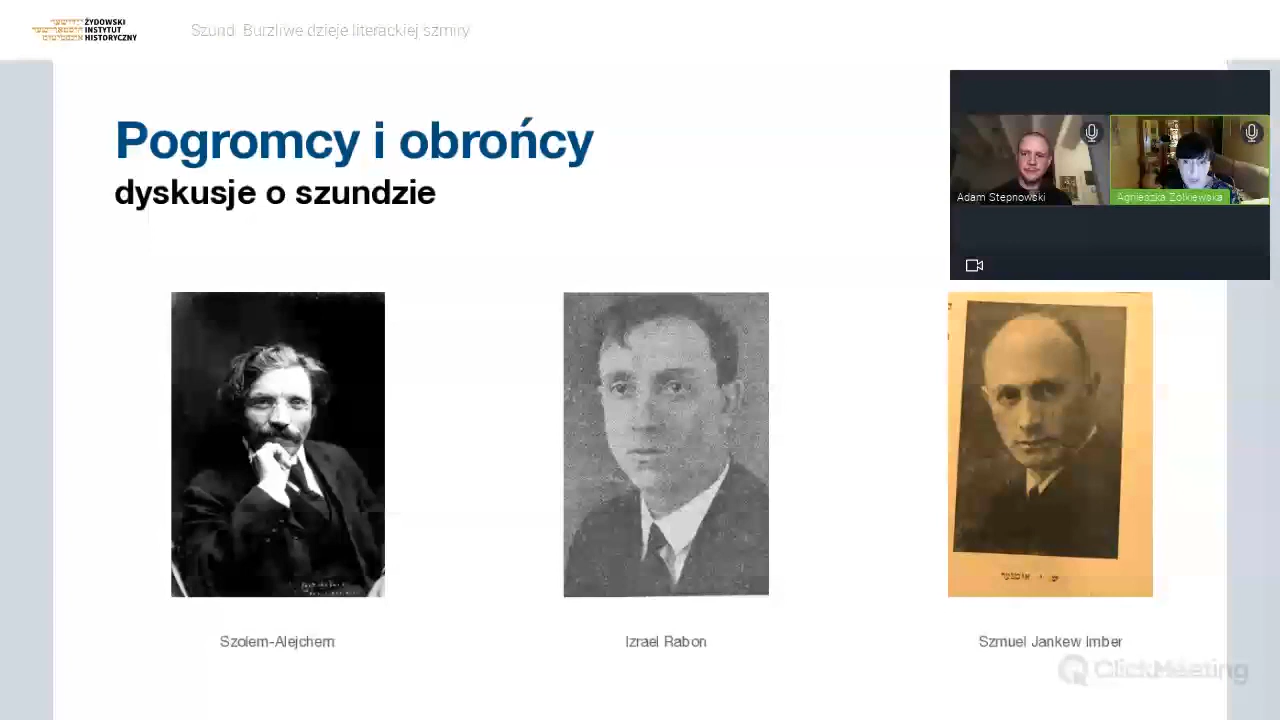 ŻYDOWSKI
INSTYTUT
HISTORYCZNY
Szund. Burzliwe dzieje literackiej szmiry
Pogromcy i obrońcy
dyskusje o szundzie
Adam Stepnowski
Agnieszka Żółkiewska
Szolem-Alejchem
Izrael Rabon
Szmuel Jankew Imber
ClickMeeting